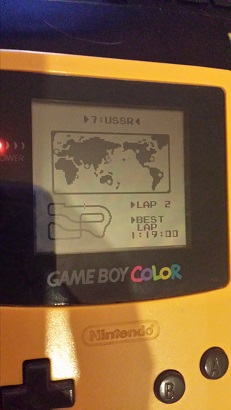 ▶7:USSR◀
POWER
▶LAP 2
▶BEST
LAP
1:19:00
GAME BOY COLOR
Nintendo
A
B